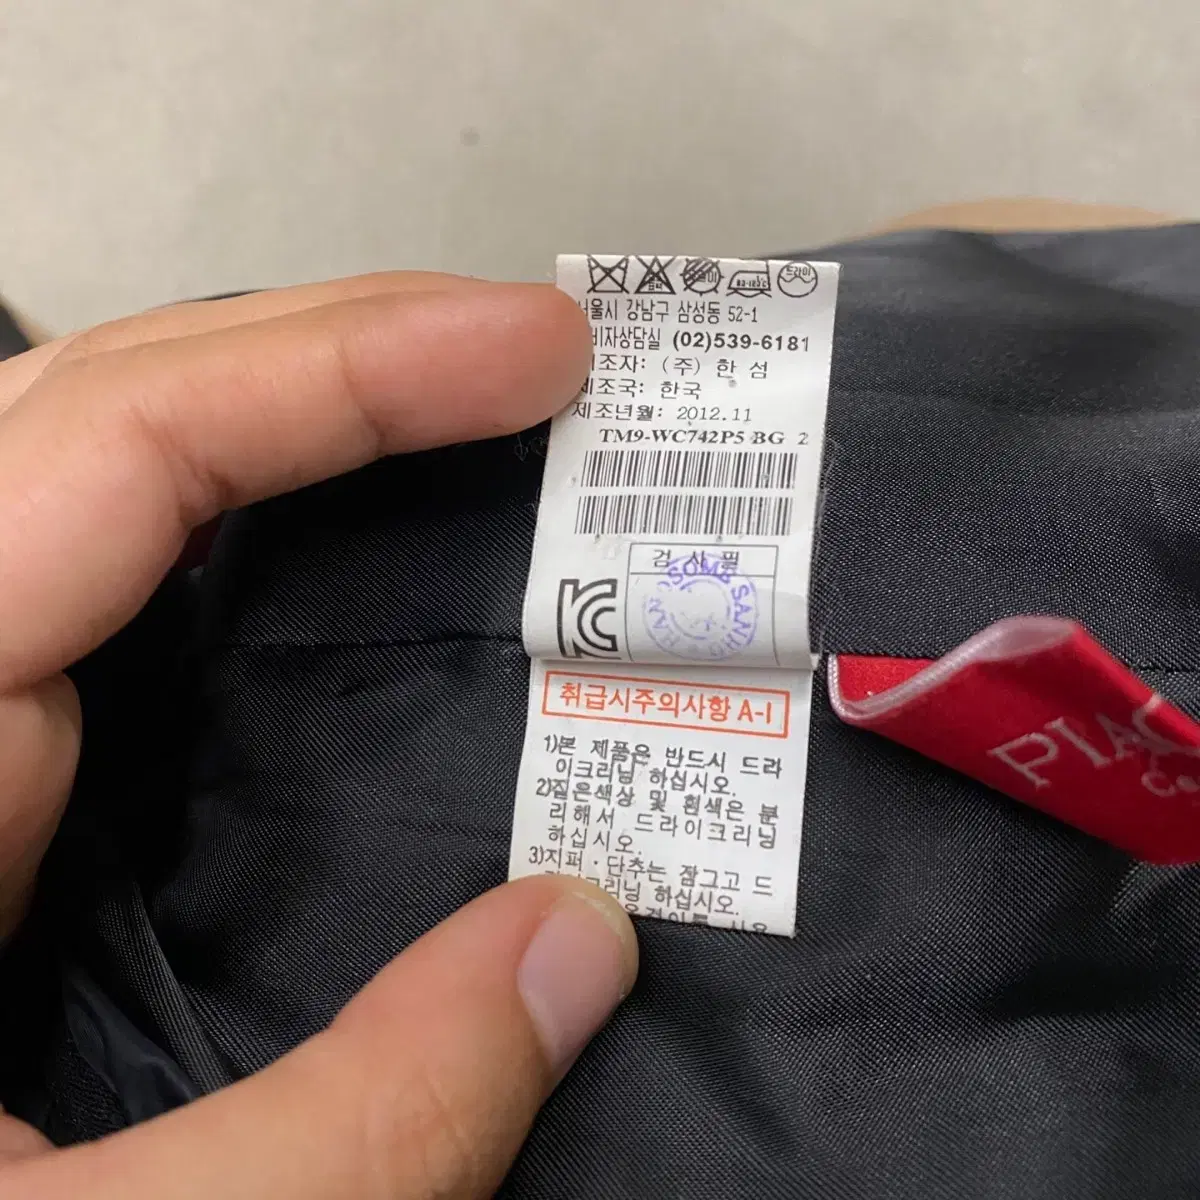 드라이
서울시 강남구 삼성동 52-1
비자상담실 (02)539-6181
제조자: (주) 한 섬
제조국: 한국
제조년월: 2012.11
TM9-WC742P5 BG 2
검 사 필
취급시주의사항 A-1
1)본 제품은 반드시 드라
이크리닝 하십시오.
2)짙은색상 및 흰색은 분
리해서 드라이크리닝
하십시오.
3)지퍼·단추는 잠그고 드
리닝 하십시오.